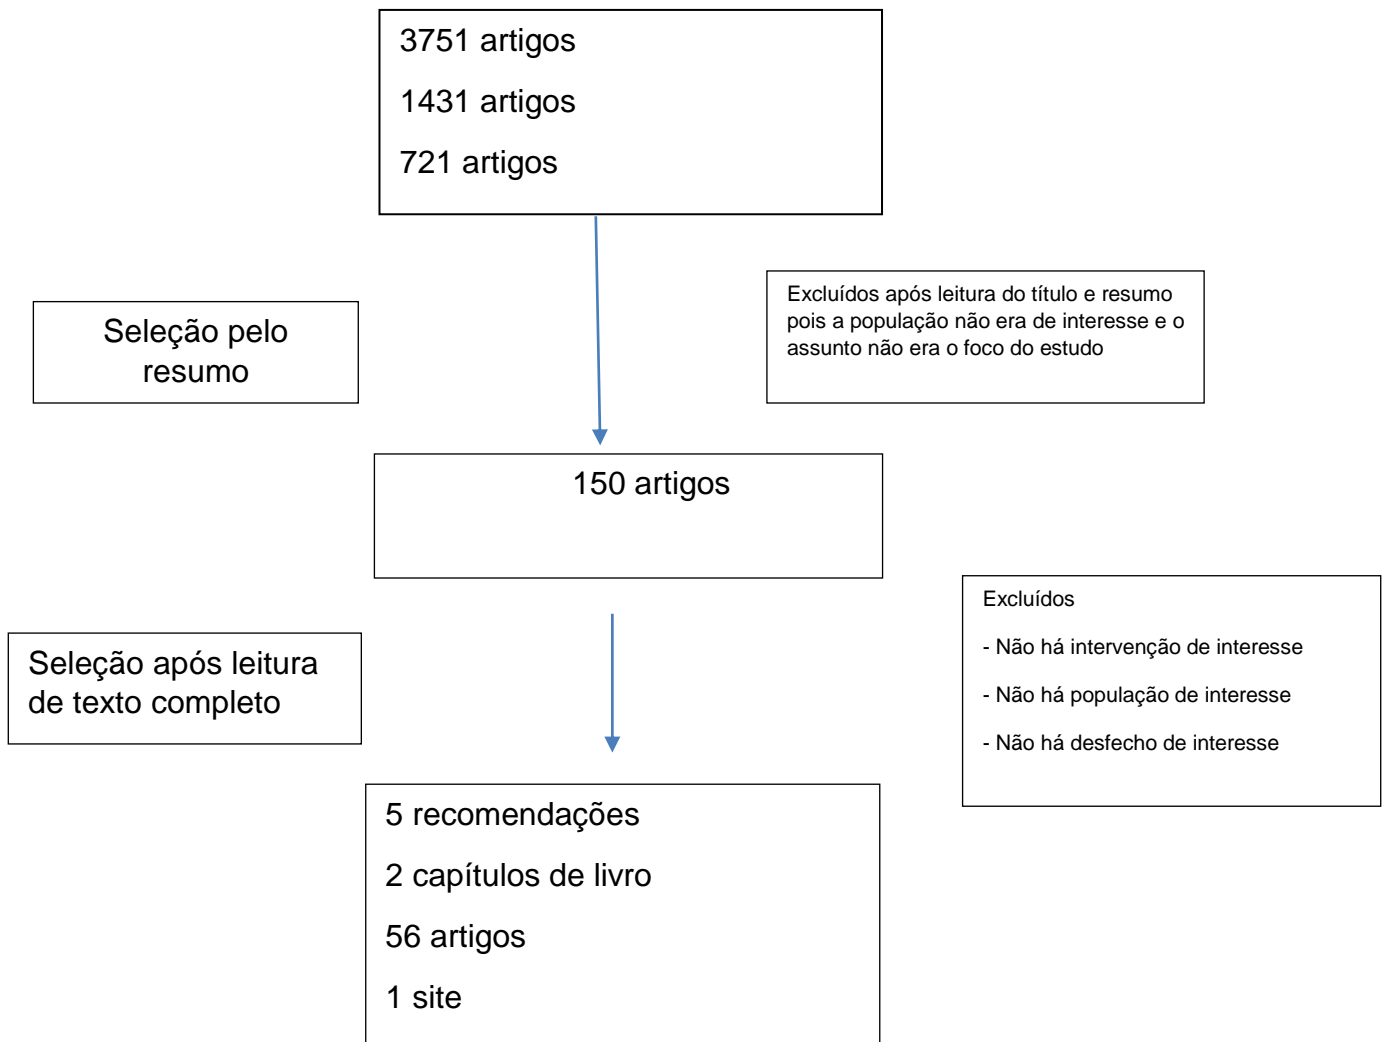 3751 artigos
1431 artigos
721 artigos
Seleção pelo
resumo
Excluídos após leitura do título e resumo
pois a população não era de interesse e o
assunto não era o foco do estudo
150 artigos
Seleção após leitura
de texto completo
Excluídos
- Não há intervenção de interesse
- Não há população de interesse
- Não há desfecho de interesse
5 recomendações
2 capítulos de livro
56 artigos
1 site